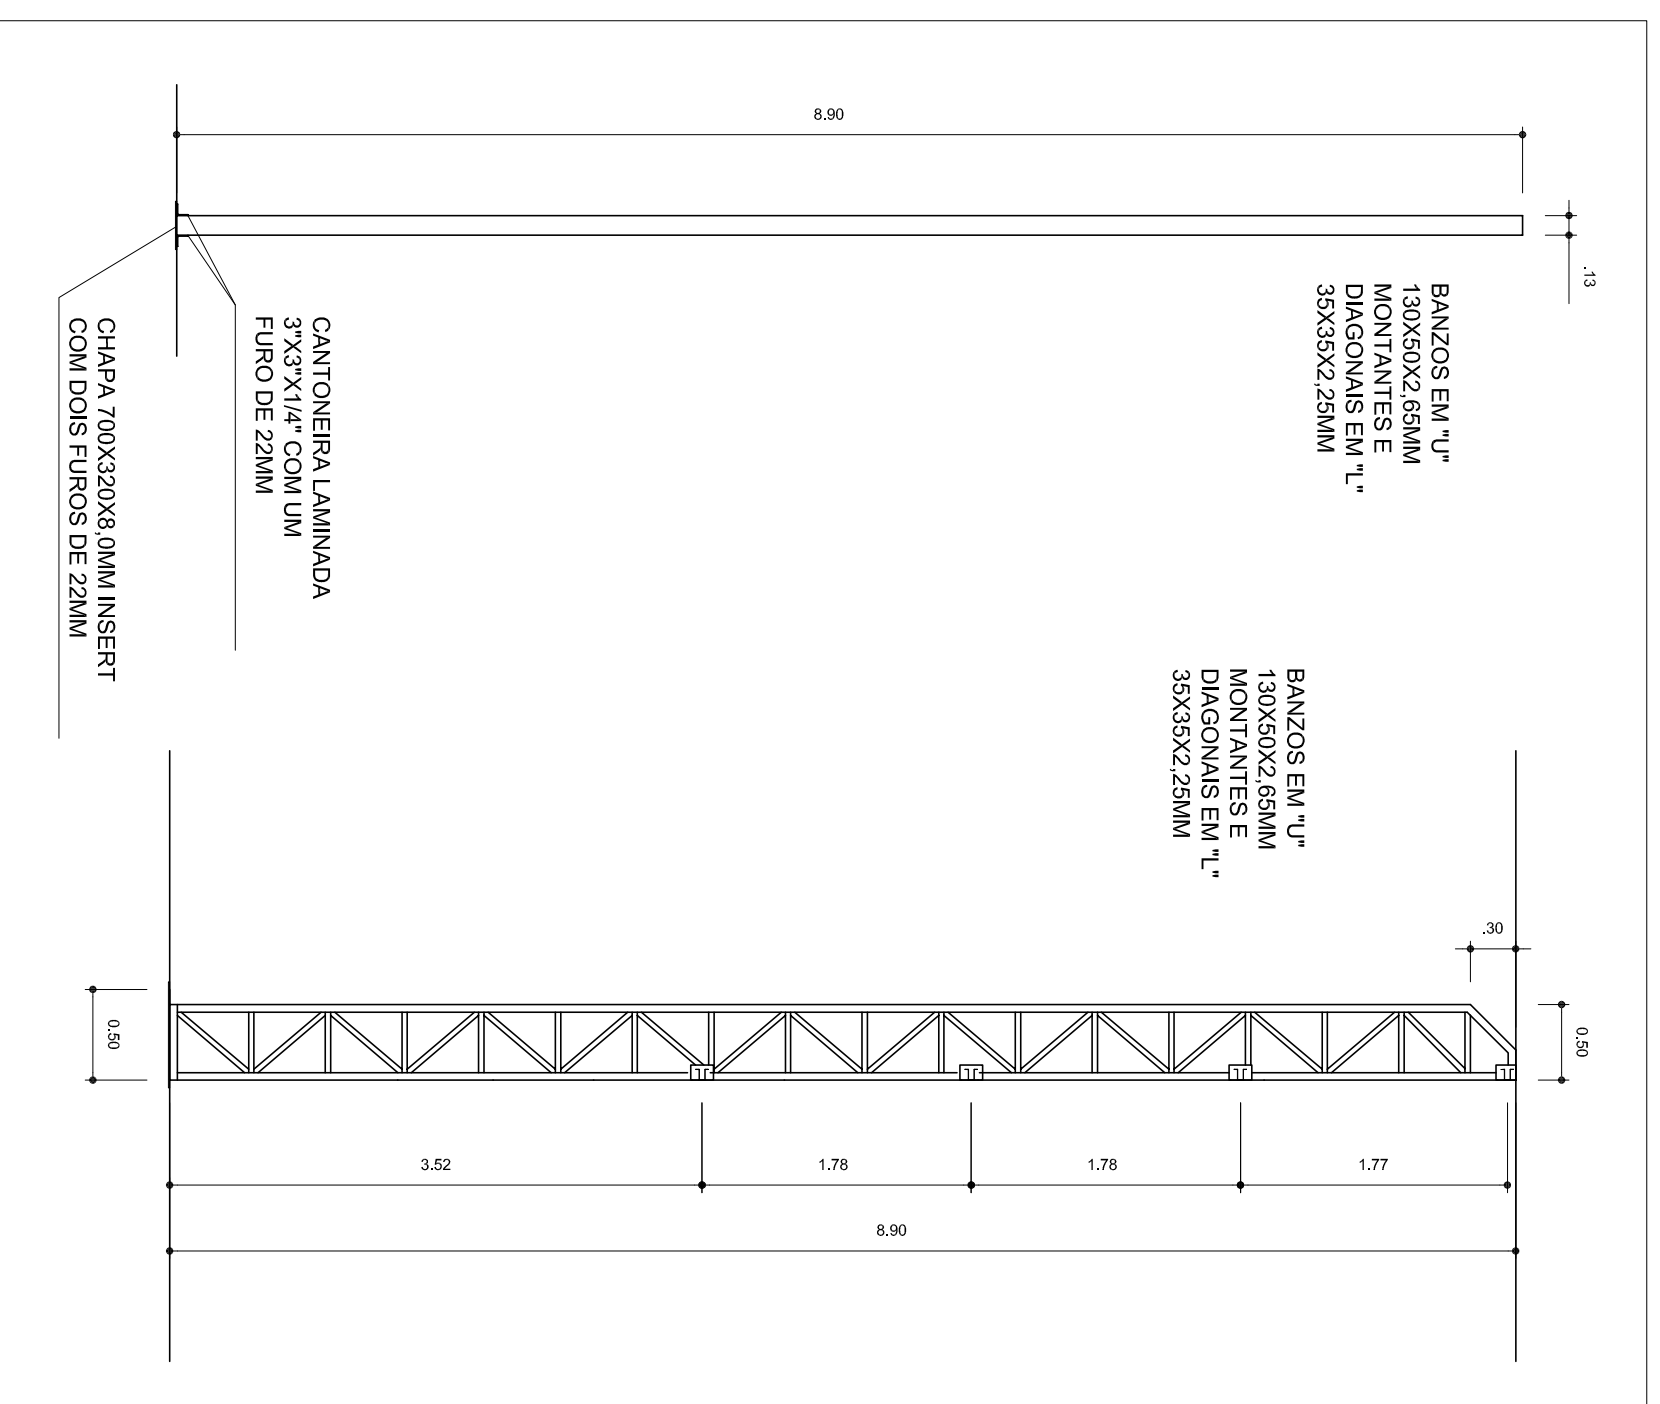 8.90
.13
BANZOS EM "U"
130X50X2,65MM
MONTANTES E
DIAGONAIS EM "L"
35X35X2,25MM
CANTONEIRA LAMINADA
3"X3"X1/4" COM UM
FURO DE 22MM
CHAPA 700X320X8,0MM INSERT
COM DOIS FUROS DE 22MM
BANZOS EM "U"
130X50X2,65MM
MONTANTES E
DIAGONAIS EM "L"
35X35X2,25MM
.30
0.50
0.50
3.52
1.78
1.78
1.77
8.90